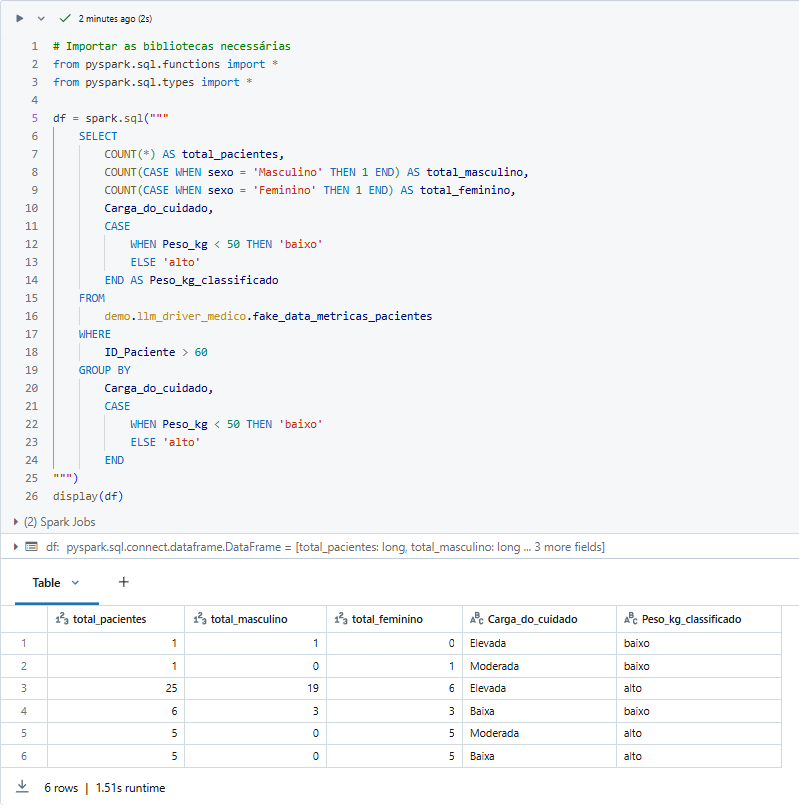 2 minutes ago (2s)
1 # Importar as bibliotecas necessárias
2 from pyspark.sql.functions import *
3 from pyspark.sql.types import *
4
5 df = spark.sql("""
6 SELECT
7 COUNT(*) AS total_pacientes,
8 COUNT(CASE WHEN sexo = 'Masculino' THEN 1 END) AS total_masculino,
9 COUNT(CASE WHEN sexo = 'Feminino' THEN 1 END) AS total_feminino,
10 Carga_do_cuidado,
11 CASE
12 WHEN Peso_kg < 50 THEN 'baixo'
13 ELSE 'alto'
14 END AS Peso_kg_classificado
15 FROM
16 demo.llm_driver_medico.fake_data_metricas_pacientes
17 WHERE
18 ID_Paciente > 60
19 GROUP BY
20 Carga_do_cuidado,
21 CASE
22 WHEN Peso_kg < 50 THEN 'baixo'
23 ELSE 'alto'
24 END
25 """)
26 display(df)
(2) Spark Jobs
df: pyspark.sql.connect.dataframe.DataFrame = [total_pacientes: long, total_masculino: long ... 3 more fields]
Table +
123 total_pacientes 123 total_masculino 123 total_feminino ABC Carga_do_cuidado ABC Peso_kg_classificado
1 1 1 0 Elevada baixo
2 1 0 1 Moderada baixo
3 25 19 6 Elevada alto
4 6 3 3 Baixa baixo
5 5 0 5 Moderada alto
6 5 0 5 Baixa alto
6 rows | 1.51s runtime